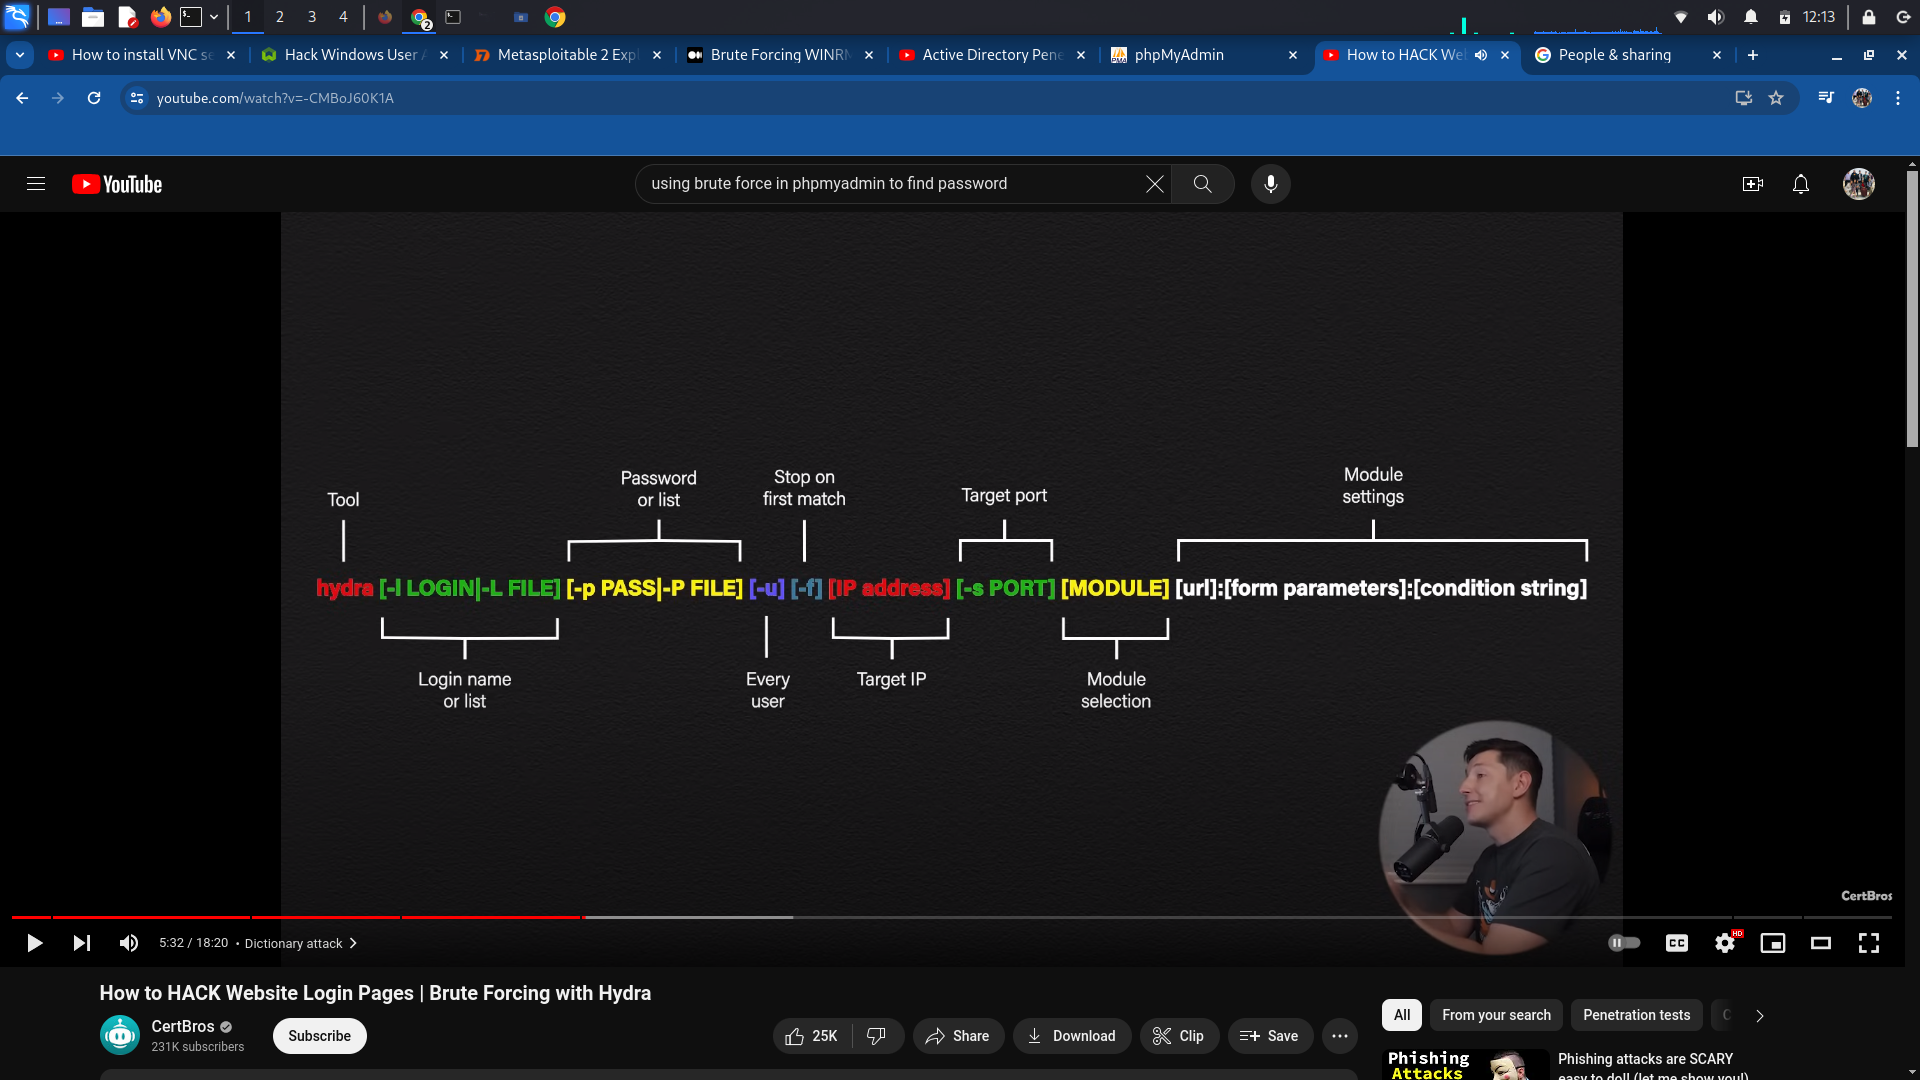 1 2 3 4 2 12:13
How to install VNC se
Hack Windows User A
Metasploitable 2 Expl
Brute Forcing WINRM
Active Directory Pene
phpMyAdmin
How to HACK Web
People & sharing
youtube.com/watch?v=-CMBoJ60K1A
YouTube
using brute force in phpmyadmin to find password
Tool
Password
or list
Stop on
first match
Target port
Module
settings
hydra [-l LOGIN|-L FILE] [-p PASS|-P FILE] [-u] [-f] [IP address] [-s PORT] [MODULE] [url]:[form parameters]:[condition string]
Login name
or list
Every
user
Target IP
Module
selection
CertBros
5:32 / 18:20 • Dictionary attack
CC HD
How to HACK Website Login Pages | Brute Forcing with Hydra
CertBros
231K subscribers
Subscribe
25K
Share
Download
Clip
Save
All
From your search
Penetration tests
Phishing
Attacks
Phishing attacks are SCARY
easy to do!! (let me show you!)